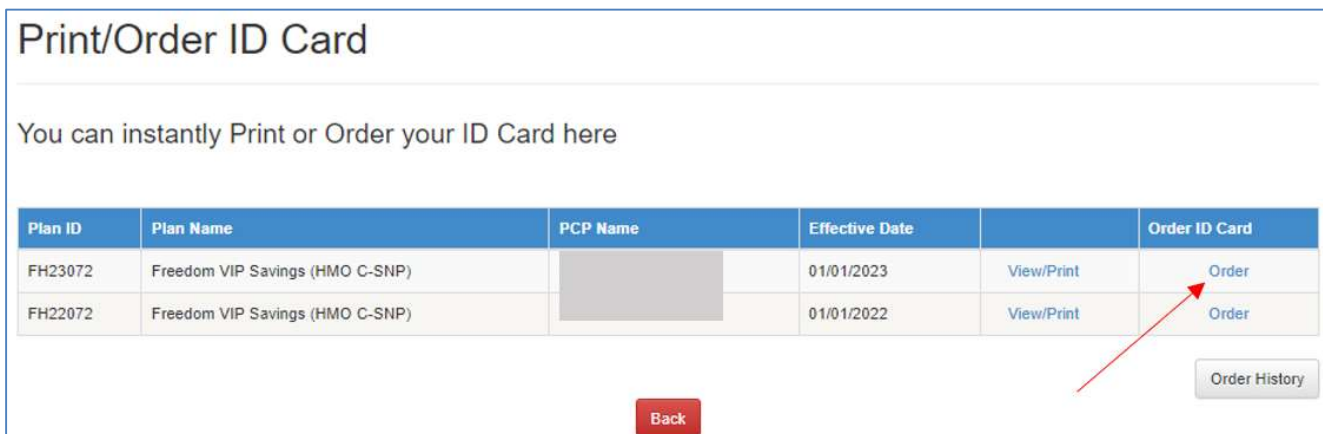 Print/Order ID Card
You can instantly Print or Order your ID Card here
Plan ID Plan Name PCP Name Effective Date Order ID Card
FH23072 Freedom VIP Savings (HMO C-SNP) 01/01/2023 View/Print Order
FH22072 Freedom VIP Savings (HMO C-SNP) 01/01/2022 View/Print Order
Order History
Back